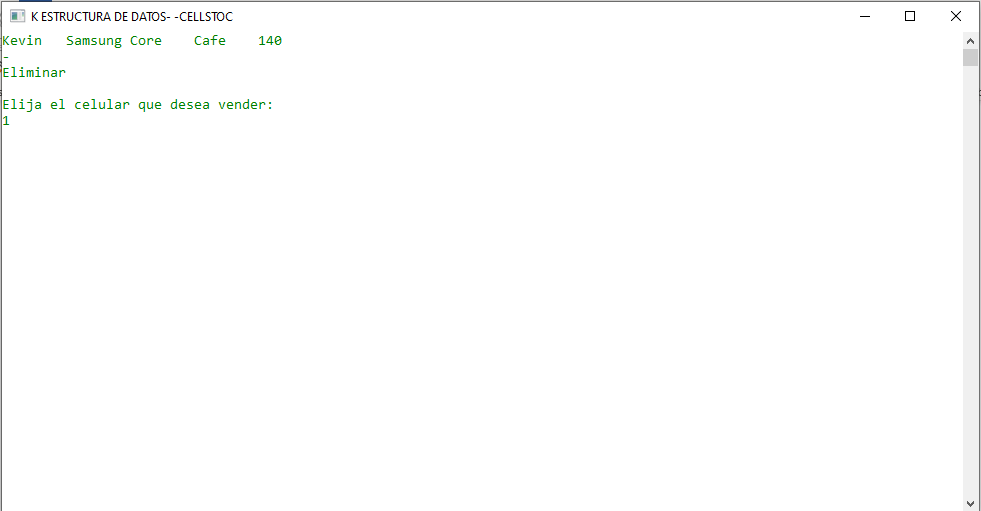 K ESTRUCTURA DE DATOS- -CELLSTOC
Kevin   Samsung Core    Cafe    140
-
Eliminar
Elija el celular que desea vender:
1